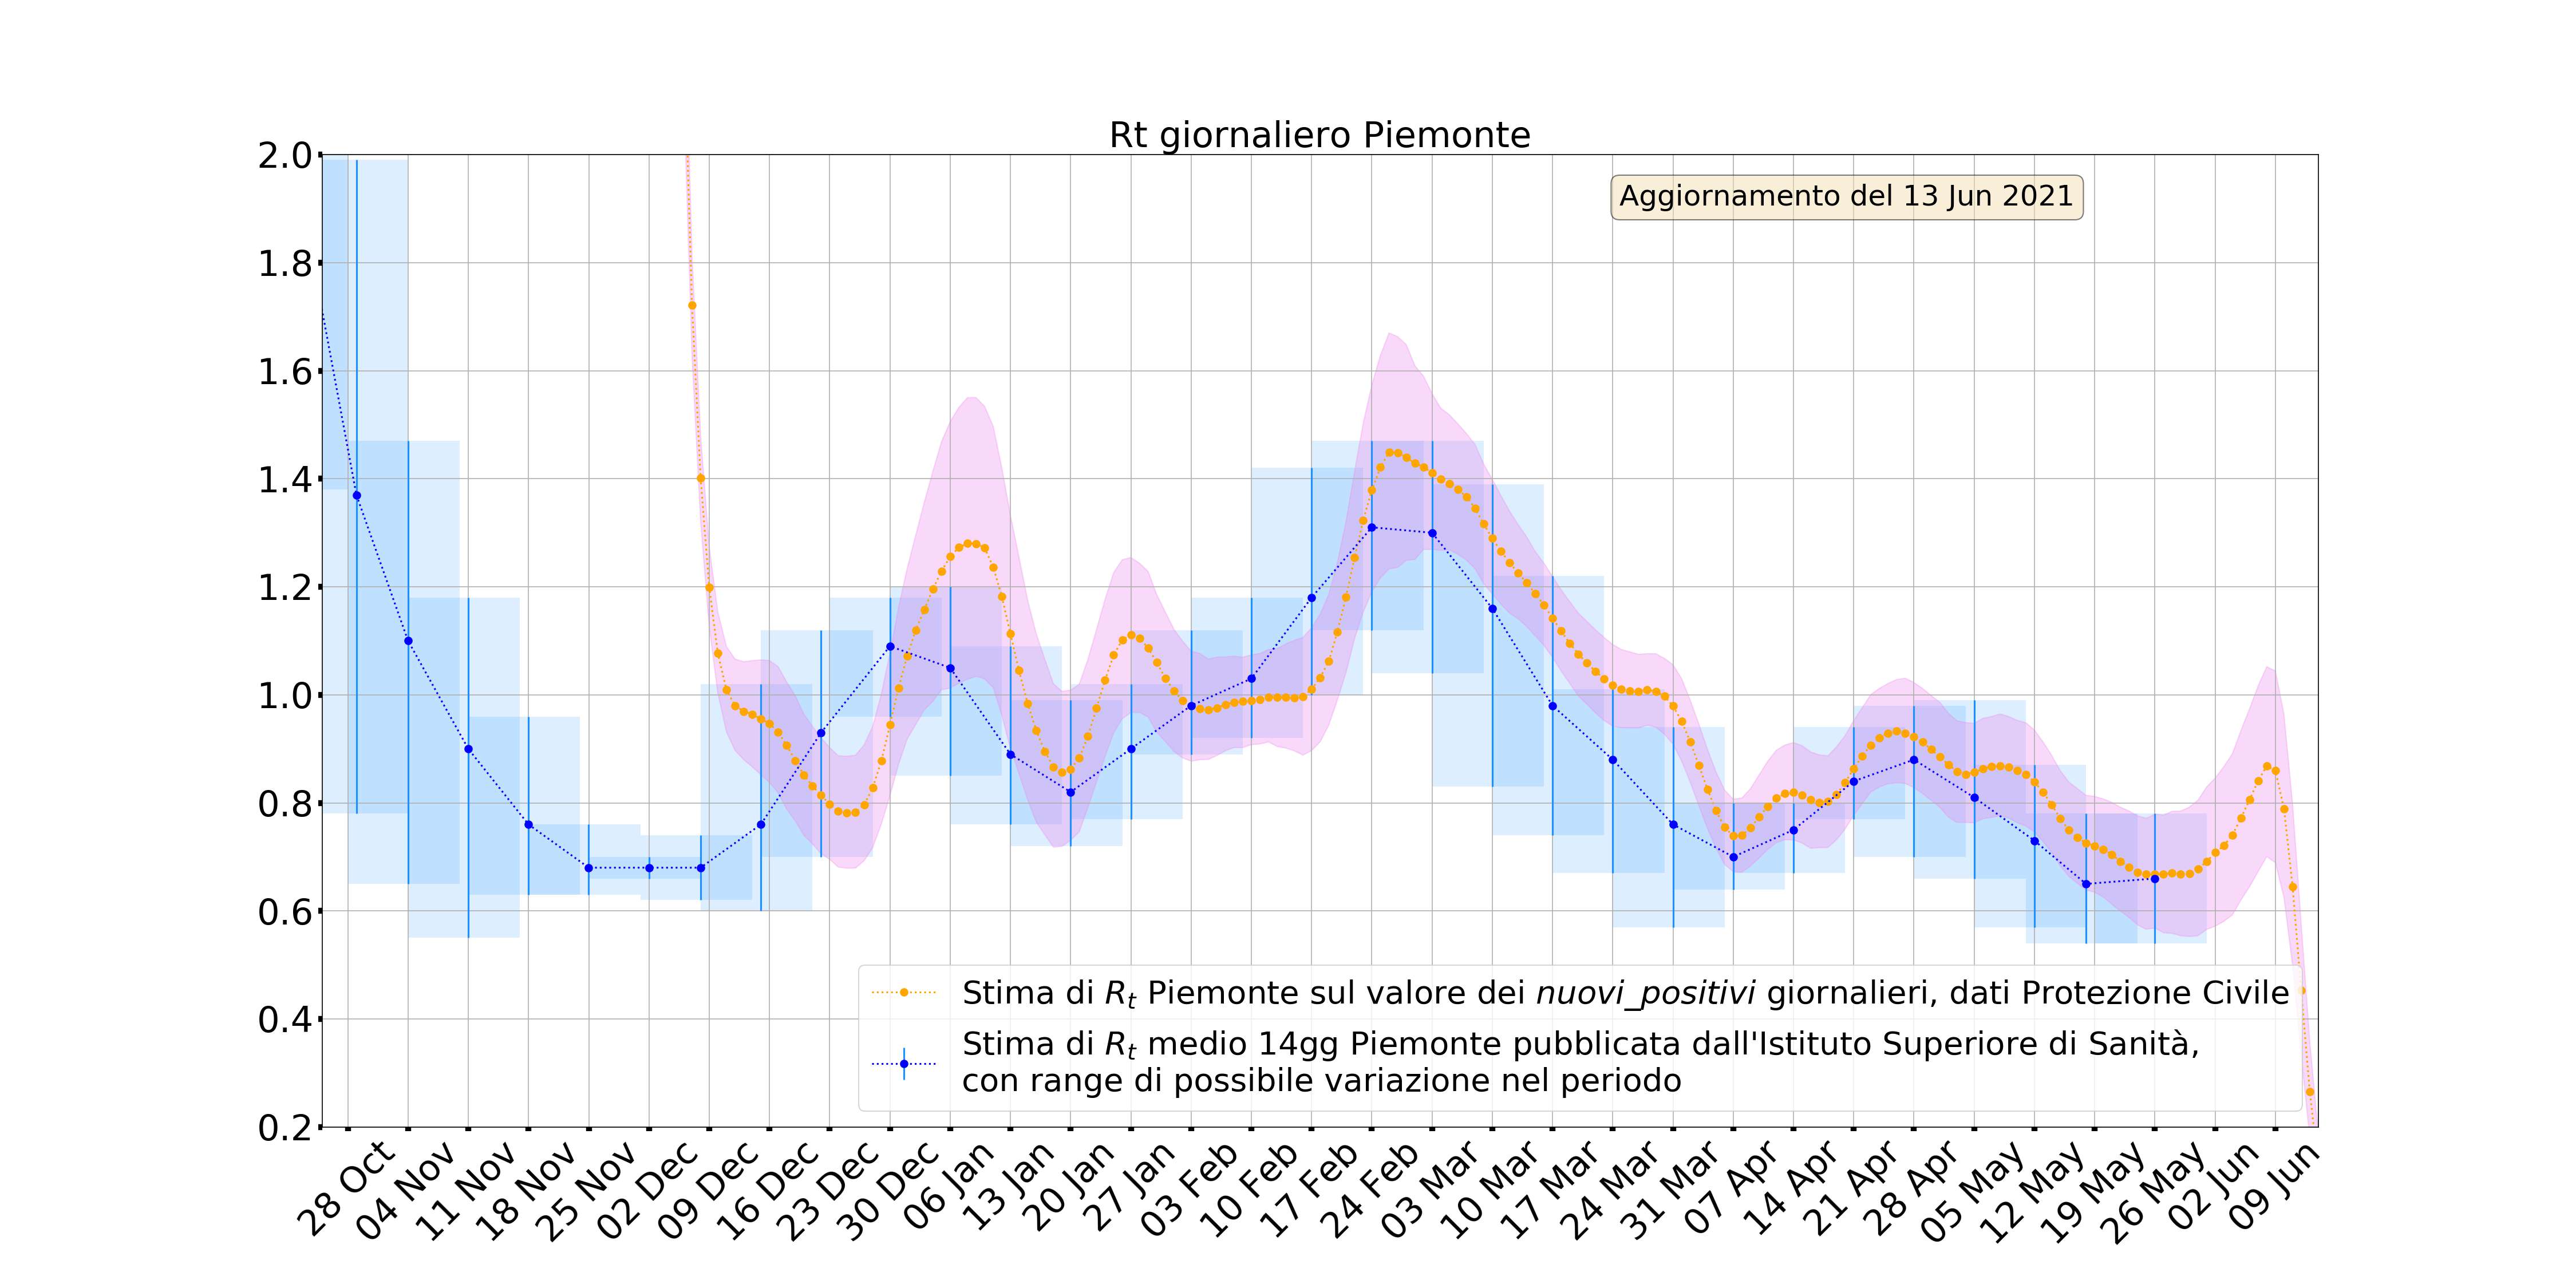 Rt giornaliero Piemonte
Aggiornamento del 13 Jun 2021
2.0
1.8
1.6
1.4
1.2
1.0
0.8
0.6
0.4
0.2
Stima di Rt Piemonte sul valore dei nuovi_positivi giornalieri, dati Protezione Civile
Stima di Rt medio 14gg Piemonte pubblicata dall'Istituto Superiore di Sanità,
con range di possibile variazione nel periodo
28 Oct
04 Nov
11 Nov
18 Nov
25 Nov
02 Dec
09 Dec
16 Dec
23 Dec
30 Dec
06 Jan
13 Jan
20 Jan
27 Jan
03 Feb
10 Feb
17 Feb
24 Feb
03 Mar
10 Mar
17 Mar
24 Mar
31 Mar
07 Apr
14 Apr
21 Apr
28 Apr
05 May
12 May
19 May
26 May
02 Jun
09 Jun